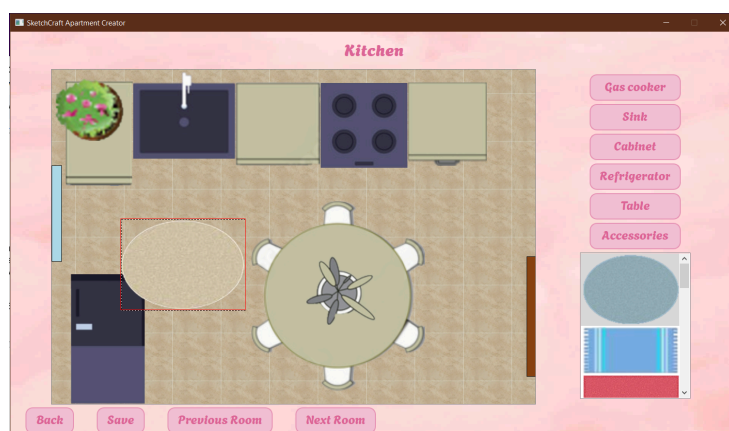 SketchCraft Apartment Creator
Kitchen
Gas cooker
Sink
Cabinet
Refrigerator
Table
Accessories
Back
Save
Previous Room
Next Room